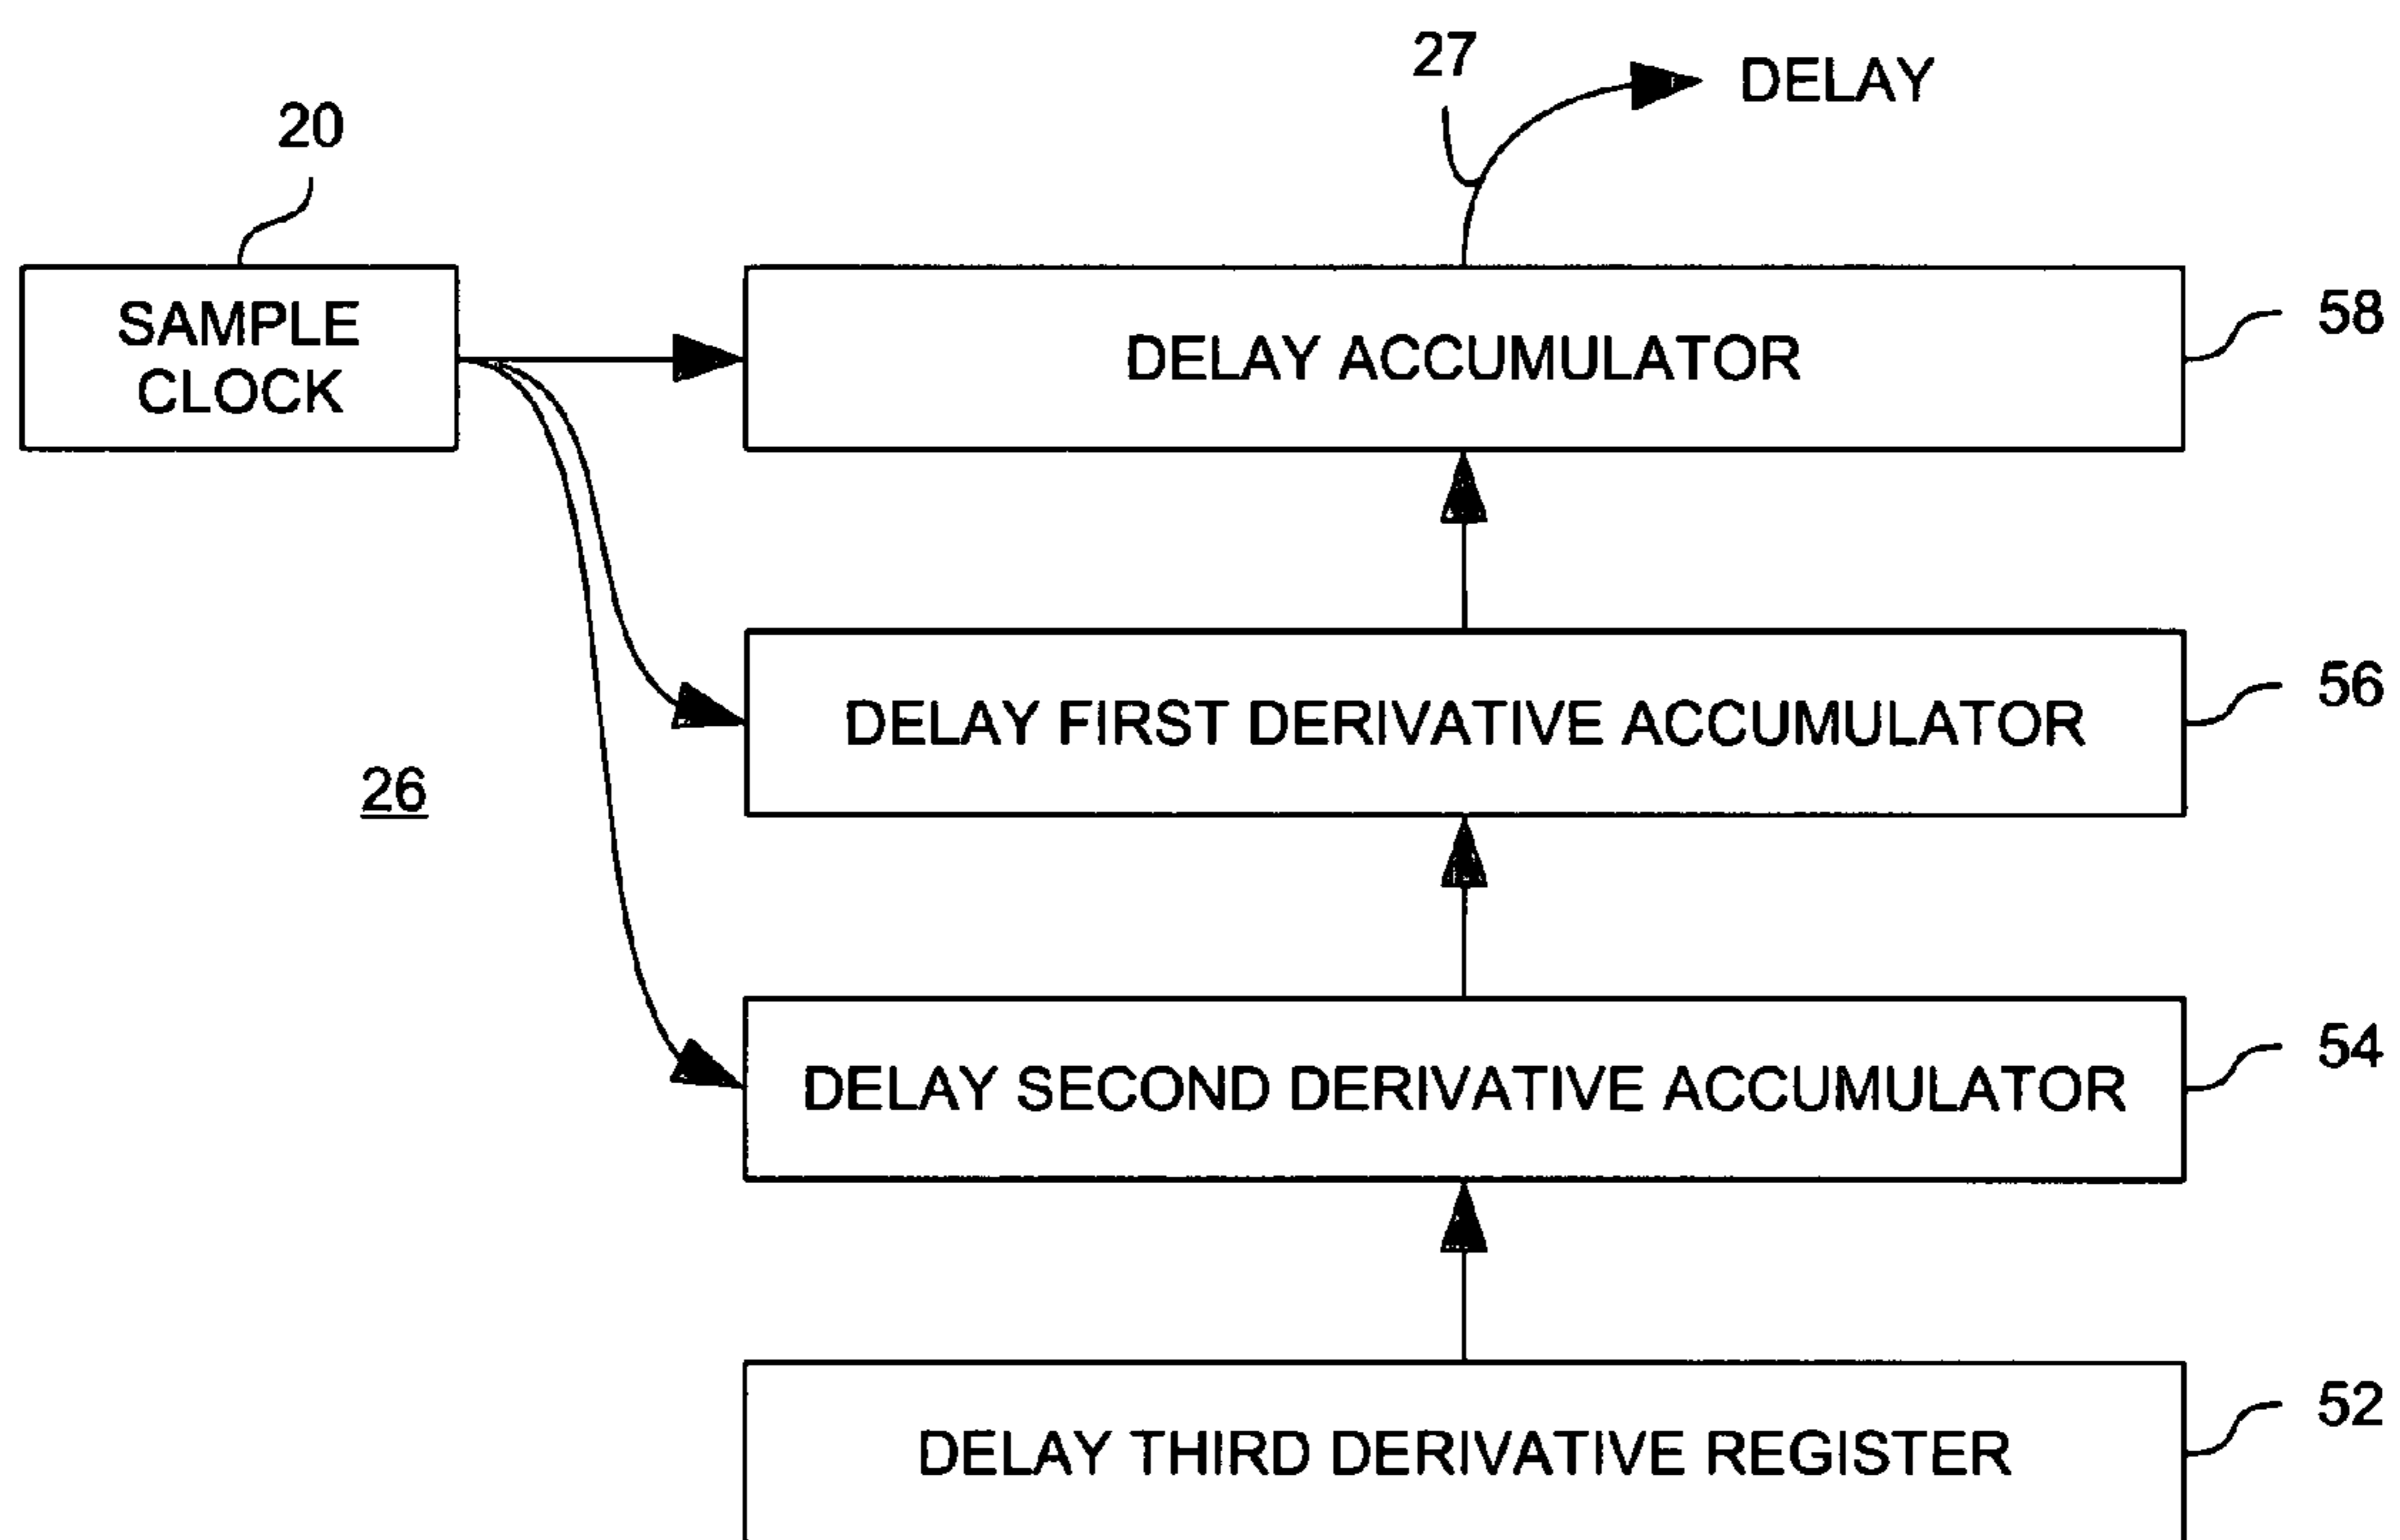 27
DELAY
20
SAMPLE
CLOCK
DELAY ACCUMULATOR
58
DELAY FIRST DERIVATIVE ACCUMULATOR
56
26
DELAY SECOND DERIVATIVE ACCUMULATOR
54
DELAY THIRD DERIVATIVE REGISTER
52